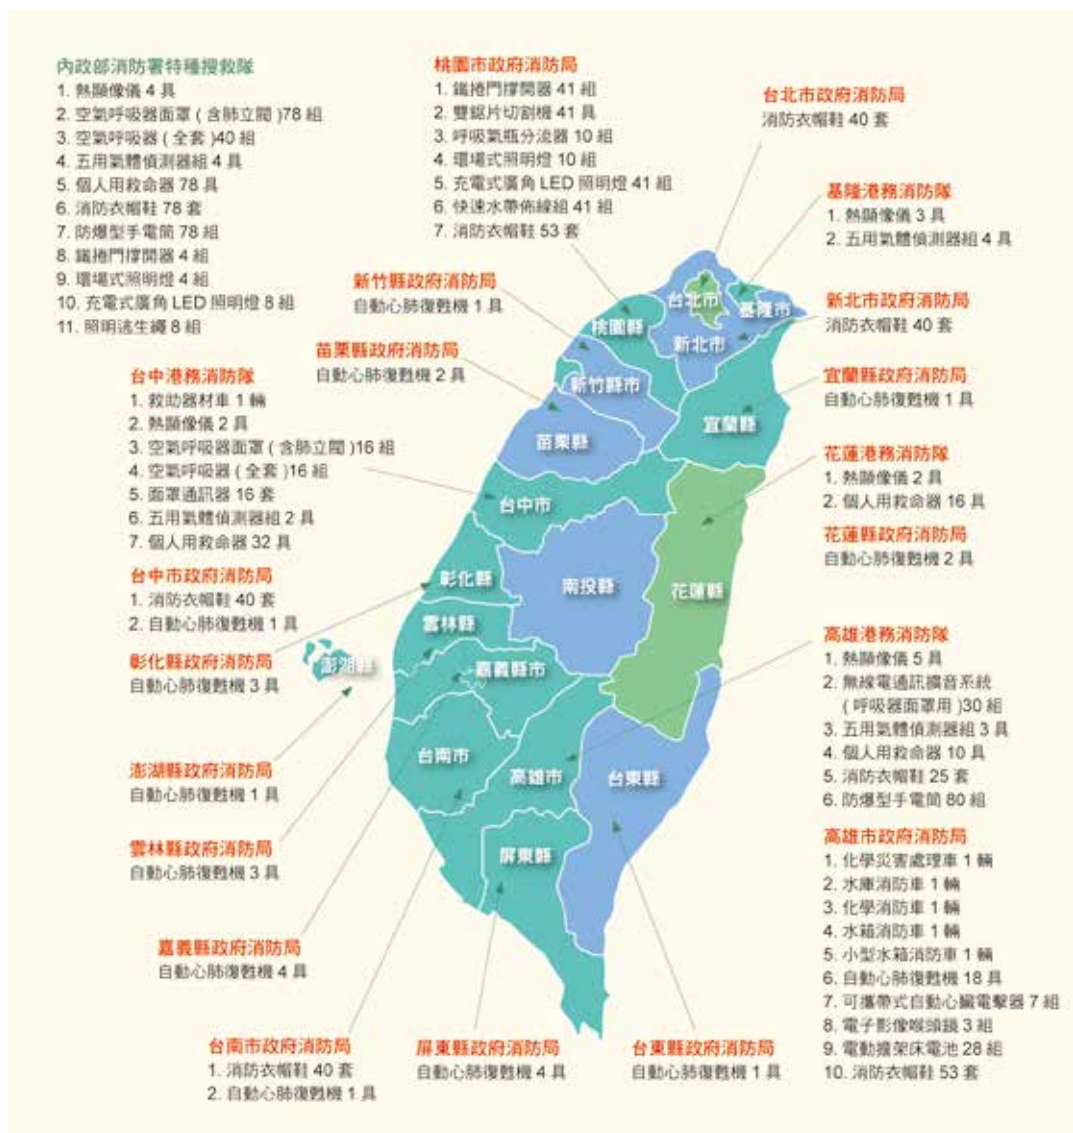 內政部消防署特種搜救隊
1. 熱顯像儀 4 具
2. 空氣呼吸器面罩 ( 含肺立閥 )78 組
3. 空氣呼吸器 ( 全套 )40 組
4. 五用氣體偵測器組 4 具
5. 個人用救命器 78 具
6. 消防衣帽鞋 78 套
7. 防爆型手電筒 78 組
8. 鐵捲門撐開器 4 組
9. 環場式照明燈 4 組
10. 充電式廣角 LED 照明燈 8 組
11. 照明逃生繩 8 組
桃園市政府消防局
1. 鐵捲門撐開器 41 組
2. 雙鋸片切割機 41 具
3. 呼吸氣瓶分流器 10 組
4. 環場式照明燈 10 組
5. 充電式廣角 LED 照明燈 41 組
6. 快速水帶佈線組 41 組
7. 消防衣帽鞋 53 套
台北市政府消防局
消防衣帽鞋 40 套
基隆港務消防隊
1. 熱顯像儀 3 具
2. 五用氣體偵測器組 4 具
新竹縣政府消防局
自動心肺復甦機 1 具
新北市政府消防局
消防衣帽鞋 40 套
苗栗縣政府消防局
自動心肺復甦機 2 具
宜蘭縣政府消防局
自動心肺復甦機 1 具
台中港務消防隊
1. 救助器材車 1 輛
2. 熱顯像儀 2 具
3. 空氣呼吸器面罩 ( 含肺立閥 )16 組
4. 空氣呼吸器 ( 全套 )16 組
5. 面罩通訊器 16 套
6. 五用氣體偵測器組 2 具
7. 個人用救命器 32 具
台中市政府消防局
1. 消防衣帽鞋 40 套
2. 自動心肺復甦機 1 具
花蓮港務消防隊
1. 熱顯像儀 2 具
2. 個人用救命器 16 具
花蓮縣政府消防局
自動心肺復甦機 2 具
彰化縣政府消防局
自動心肺復甦機 3 具
高雄港務消防隊
1. 熱顯像儀 5 具
2. 無線電通訊擴音系統
( 呼吸器面罩用 )30 組
3. 五用氣體偵測器組 3 具
4. 個人用救命器 10 具
5. 消防衣帽鞋 25 套
6. 防爆型手電筒 80 組
澎湖縣政府消防局
自動心肺復甦機 1 具
雲林縣政府消防局
自動心肺復甦機 3 具
高雄市政府消防局
1. 化學災害處理車 1 輛
2. 水庫消防車 1 輛
3. 化學消防車 1 輛
4. 水箱消防車 1 輛
5. 小型水箱消防車 1 輛
6. 自動心肺復甦機 18 具
7. 可攜帶式自動心臟電擊器 7 組
8. 電子影像喉頭鏡 3 組
9. 電動擔架床電池 28 組
10. 消防衣帽鞋 53 套
嘉義縣政府消防局
自動心肺復甦機 4 具
台南市政府消防局
1. 消防衣帽鞋 40 套
2. 自動心肺復甦機 1 具
屏東縣政府消防局
自動心肺復甦機 4 具
台東縣政府消防局
自動心肺復甦機 1 具
台北市
基隆市
桃園縣
新北市
新竹縣市
宜蘭縣
苗栗縣
台中市
彰化縣
南投縣
花蓮縣
雲林縣
澎湖縣
嘉義縣市
台南市
高雄市
台東縣
屏東縣